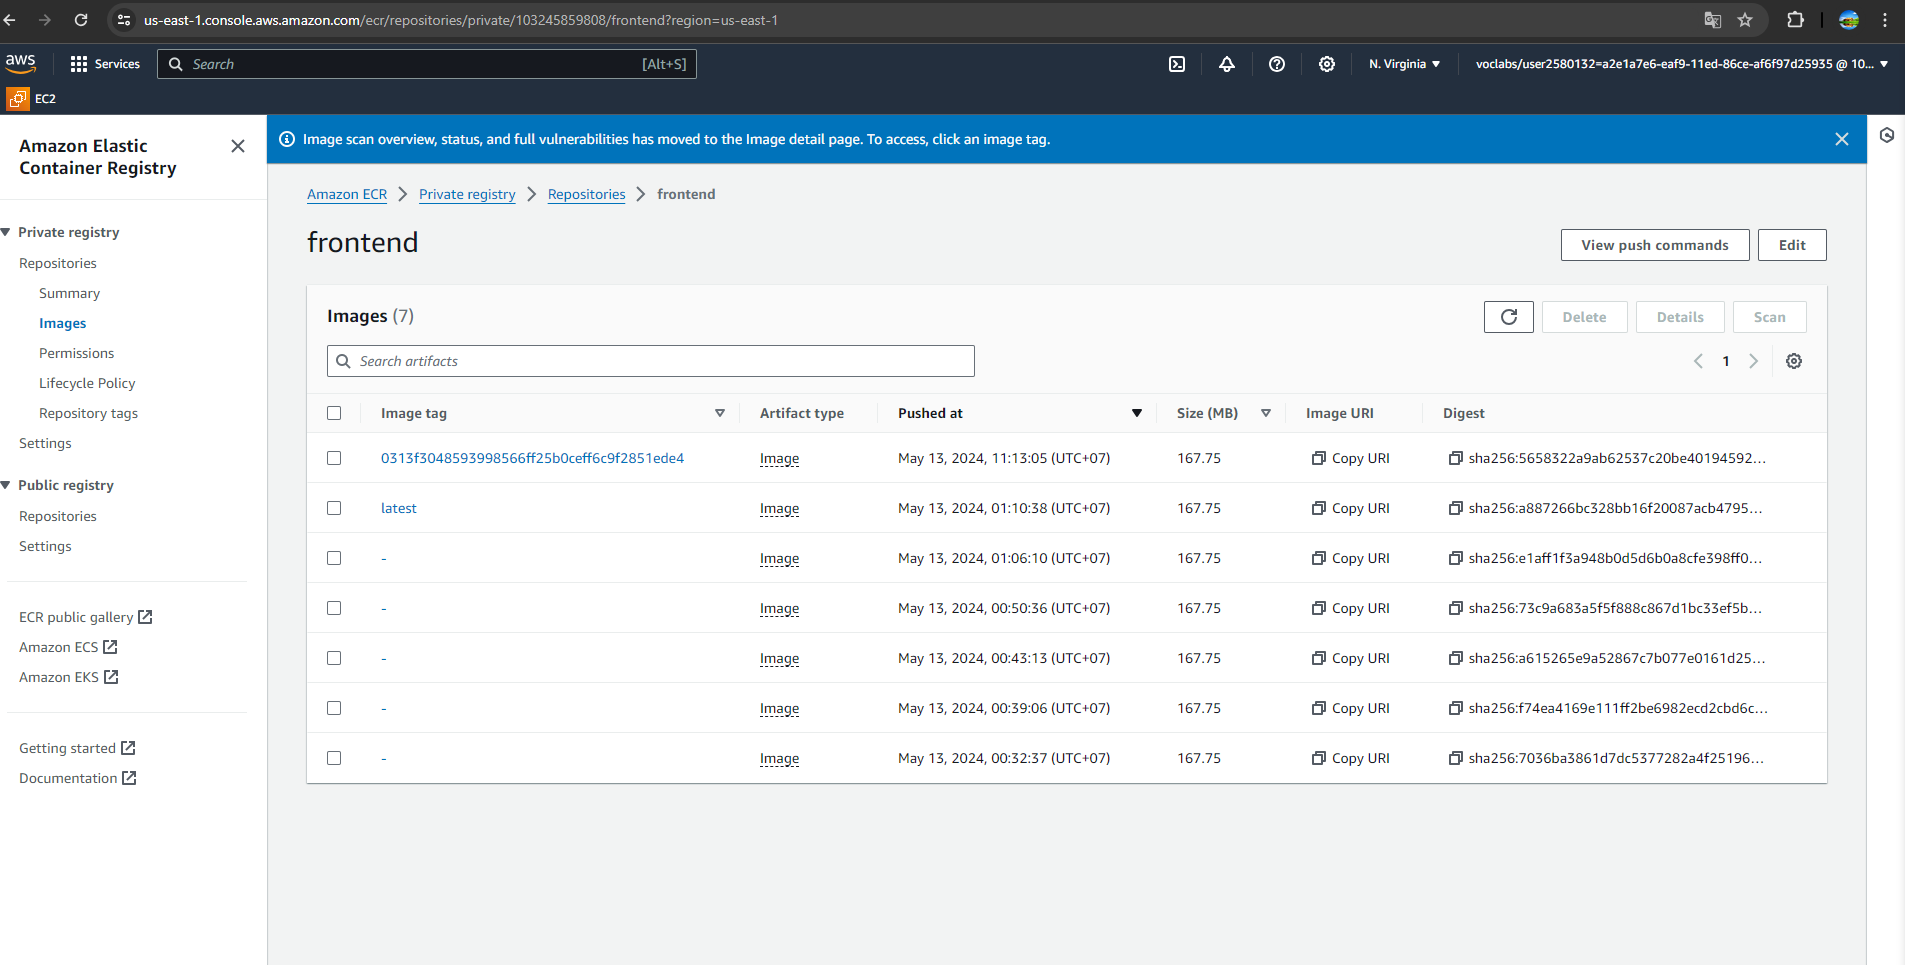 us-east-1.console.aws.amazon.com/ecr/repositories/private/103245859808/frontend?region=us-east-1
aws Services Search [Alt+S] N. Virginia voclabs/user2580132=a2e1a7e6-eaf9-11ed-86ce-af6f97d25935 @ 10...
EC2
Amazon Elastic
Container Registry
Private registry
Repositories
Summary
Images
Permissions
Lifecycle Policy
Repository tags
Settings
Public registry
Repositories
Settings
ECR public gallery
Amazon ECS
Amazon EKS
Getting started
Documentation
Image scan overview, status, and full vulnerabilities has moved to the Image detail page. To access, click an image tag.
Amazon ECR Private registry Repositories frontend
frontend
View push commands Edit
Images (7)
Delete Details Scan
Search artifacts
1
Image tag Artifact type Pushed at Size (MB) Image URI Digest
0313f3048593998566ff25b0ceff6c9f2851ede4 Image May 13, 2024, 11:13:05 (UTC+07) 167.75 Copy URI sha256:5658322a9ab62537c20be40194592...
latest Image May 13, 2024, 01:10:38 (UTC+07) 167.75 Copy URI sha256:a887266bc328bb16f20087acb4795...
- Image May 13, 2024, 01:06:10 (UTC+07) 167.75 Copy URI sha256:e1aff1f3a948b0d5d6b0a8cfe398ff0...
- Image May 13, 2024, 00:50:36 (UTC+07) 167.75 Copy URI sha256:73c9a683a5f5f888c867d1bc33ef5b...
- Image May 13, 2024, 00:43:13 (UTC+07) 167.75 Copy URI sha256:a615265e9a52867c7b077e0161d25...
- Image May 13, 2024, 00:39:06 (UTC+07) 167.75 Copy URI sha256:f74ea4169e111ff2be6982ecd2cbd6c...
- Image May 13, 2024, 00:32:37 (UTC+07) 167.75 Copy URI sha256:7036ba3861d7dc5377282a4f25196...